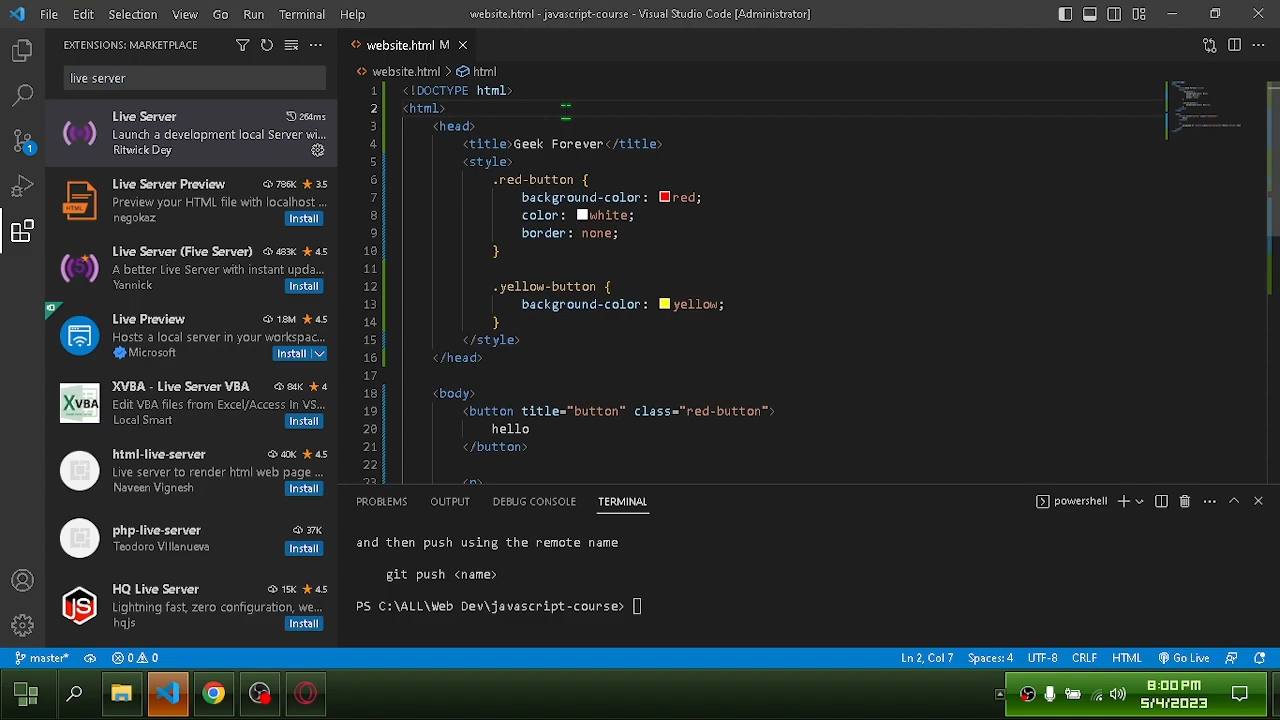 File Edit Selection View Go Run Terminal Help
website.html - javascript-course - Visual Studio Code [Administrator]
EXTENSIONS: MARKETPLACE
live server
Live Server 264ms
Launch a development local Server wi...
Ritwick Dey
Live Server Preview 786K 3.5
Preview your HTML file with localhost ...
negokaz Install
Live Server (Five Server) 483K 4.5
A better Live Server with instant upda...
Yannick Install
Live Preview 1.8M 4.5
Hosts a local server in your workspac...
Microsoft Install
XVBA - Live Server VBA 84K 4
Edit VBA files from Excel/Access In VS...
Local Smart Install
html-live-server 40K 4.5
Live server to render html web page ...
Naveen Vignesh Install
php-live-server 37K
Teodoro VIllanueva Install
HQ Live Server 15K 4.5
Lightning fast, zero configuration, we...
hqjs Install
website.html M
website.html > html
1 <!DOCTYPE html>
2 <html>
3 <head>
4 <title>Geek Forever</title>
5 <style>
6 .red-button {
7 background-color: red;
8 color: white;
9 border: none;
10 }
11
12 .yellow-button {
13 background-color: yellow;
14 }
15 </style>
16 </head>
17
18 <body>
19 <button title="button" class="red-button">
20 hello
21 </button>
22
23 <p>
PROBLEMS OUTPUT DEBUG CONSOLE TERMINAL
powershell
and then push using the remote name
git push <name>
PS C:\ALL\Web Dev\javascript-course>
1
master* 0 0
Ln 2, Col 7 Spaces: 4 UTF-8 CRLF HTML Go Live
8:00 PM
5/4/2023